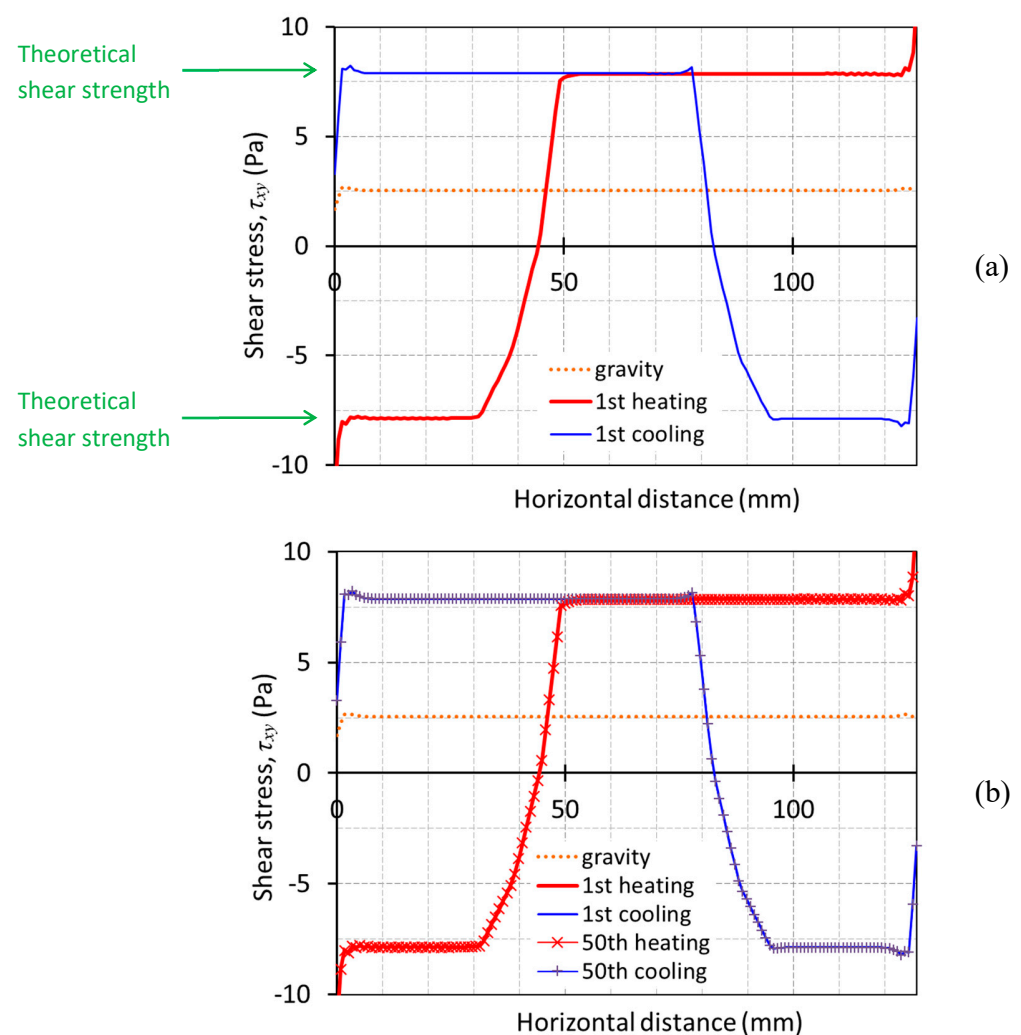 Theoretical
shear strength
Theoretical
shear strength
Shear stress, τxy (Pa)
10
5
0
-5
-10
0
50
100
gravity
1st heating
1st cooling
Horizontal distance (mm)
(a)
Shear stress, τxy (Pa)
10
5
0
-5
-10
0
50
100
gravity
1st heating
1st cooling
50th heating
50th cooling
Horizontal distance (mm)
(b)